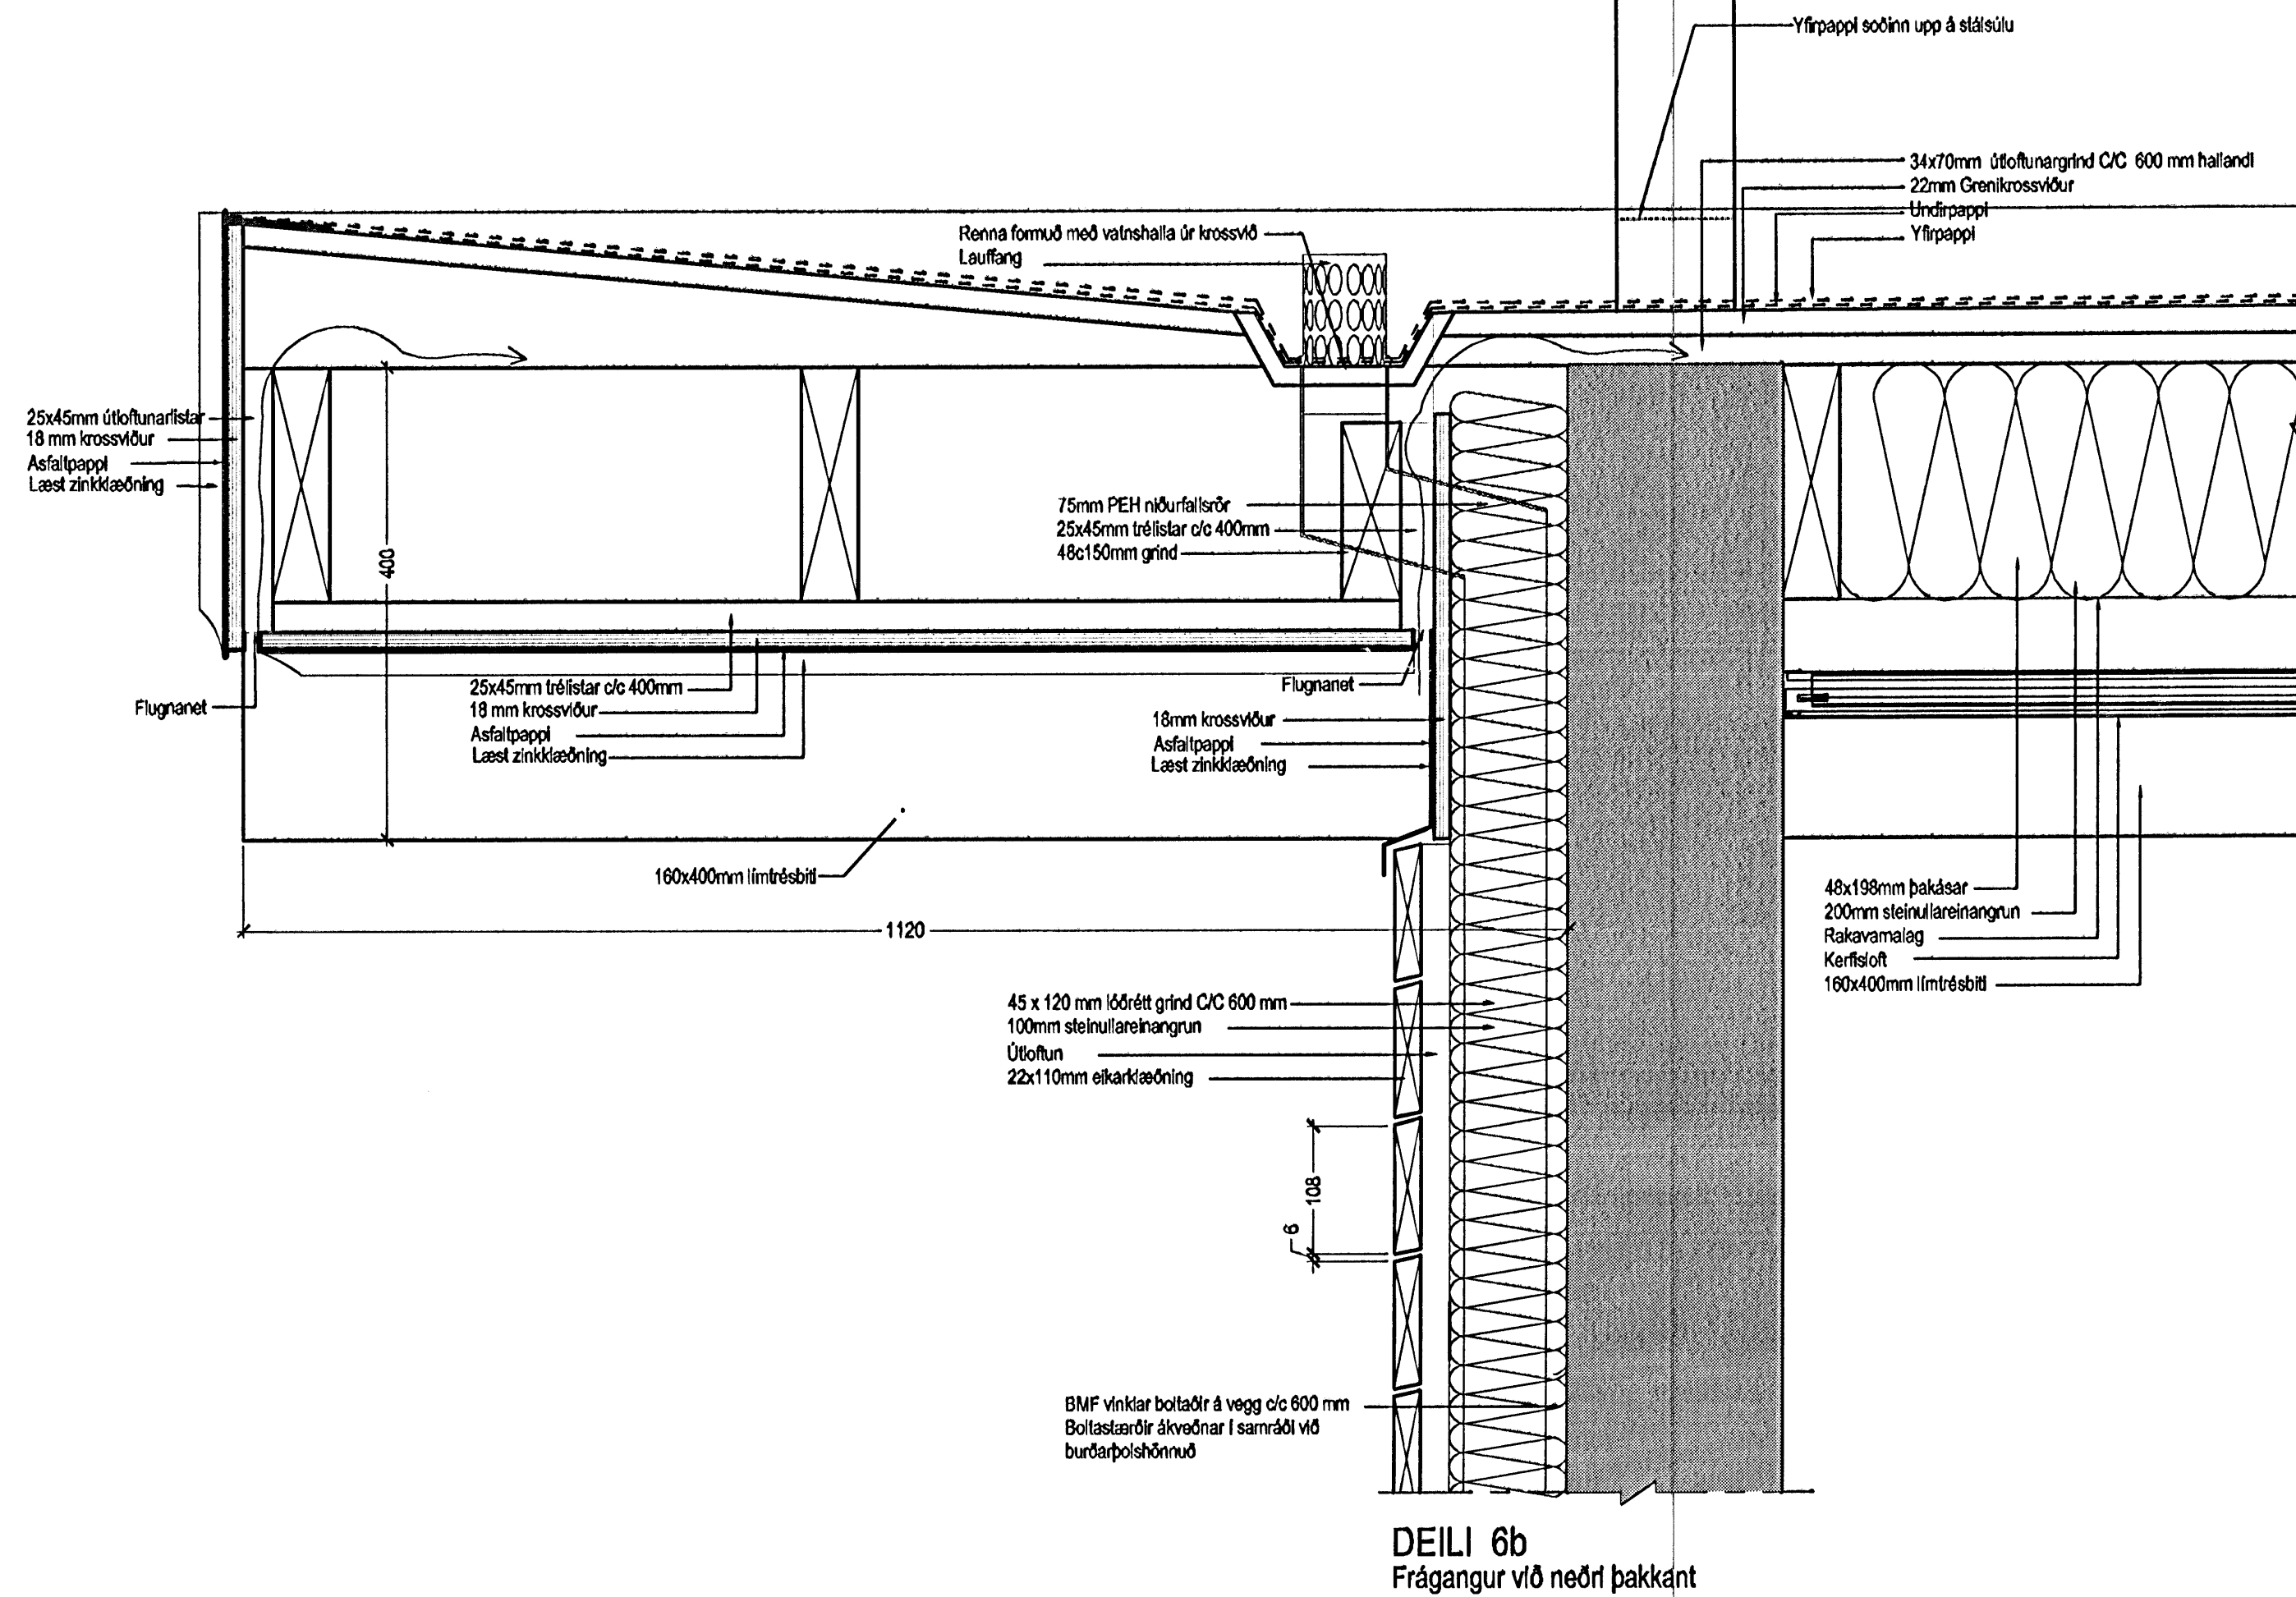 Yfirpappi soðinn upp á stálsúlu
34x70mm útloftunargrind C/C 600 mm hallandi
22mm Grenikrossviður
Undirpappi
Yfirpappi
Renna formuð með vatnshalla úr krossvið
Lauffang
25x45mm útloftunarlistar
18 mm krossviður
Asfaltpappi
Læst zinkklæðning
400
75mm PEH niðurfallsrör
25x45mm trélistar c/c 400mm
48c150mm grind
Flugnanet
25x45mm trélistar c/c 400mm
18 mm krossviður
Asfaltpappi
Læst zinkklæðning
Flugnanet
18mm krossviður
Asfaltpappi
Læst zinkklæðning
160x400mm límtrésbiti
1120
48x198mm þakásar
200mm steinullareinangrun
Rakavarnalag
Kerfisloft
160x400mm límtrésbiti
45 x 120 mm lóðrétt grind C/C 600 mm
100mm steinullareinangrun
Útloftun
22x110mm eikarklæðning
108
6
BMF vinklar boltaðir á vegg c/c 600 mm
Boltastærðir ákveðnar í samráði við
burðarþolshönnuð
DEILI 6b
Frágangur við neðri þakkant